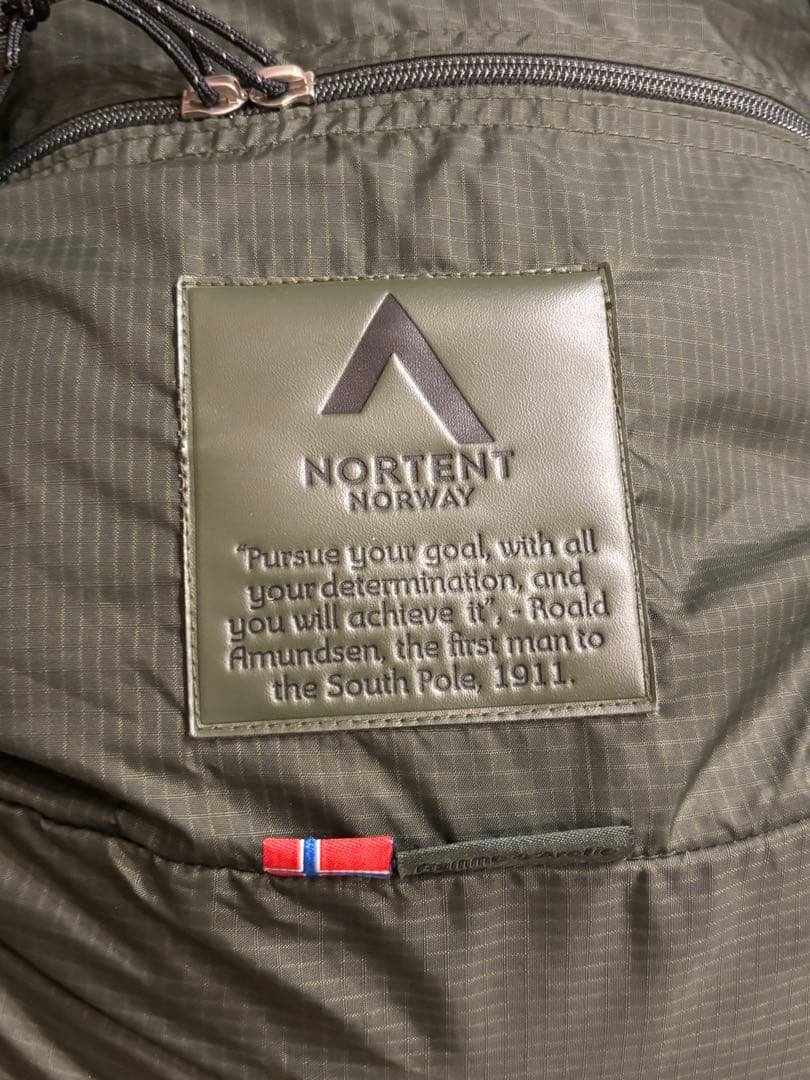 NORTENT
NORWAY
"Pursue your goal, with all
your determination, and
you will achieve it", - Roald
Amundsen, the first man to
the South Pole, 1911.
Arctic